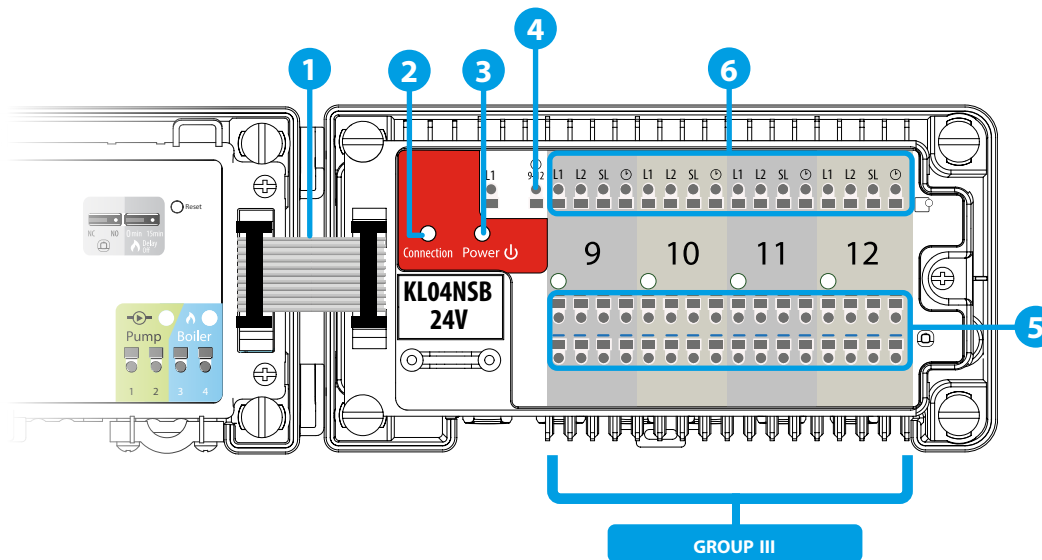 4
1 2 3 6
L1 9-12 L1 L2 SL L1 L2 SL L1 L2 SL L1 L2 SL
Reset
NC NO 0 min 15min
Delay Off
Connection Power
9 10 11 12
KL04NSB
24V
Pump Boiler
5
1 2 3 4
GROUP III